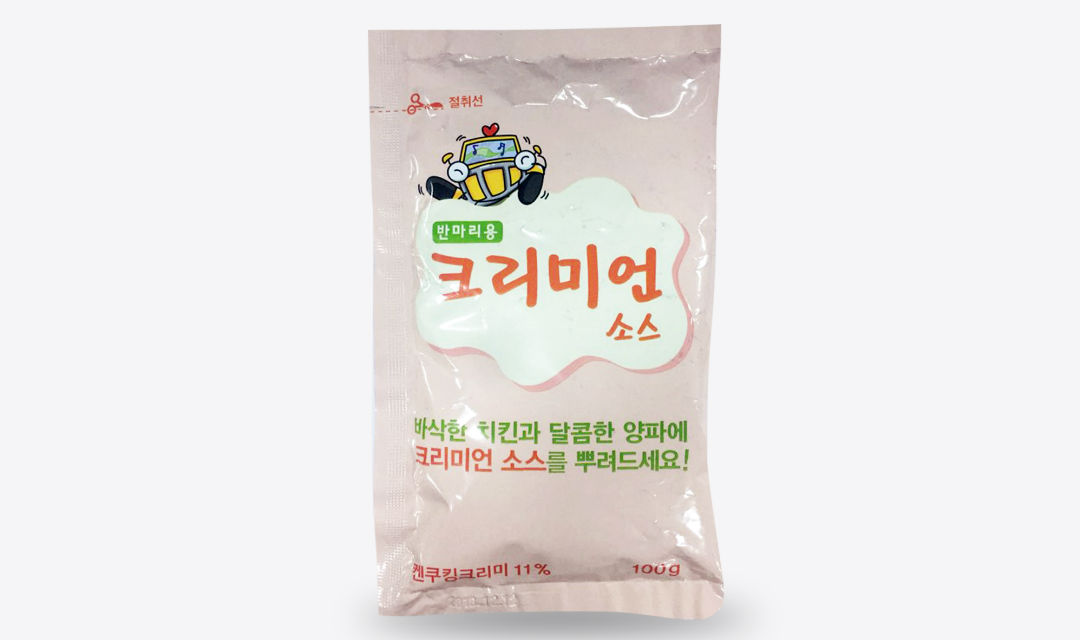 절취선
반마리용
크리미언
소스
바삭한 치킨과 달콤한 양파에
크리미언 소스를 뿌려드세요!
켄쿠킹크리미 11%
100g